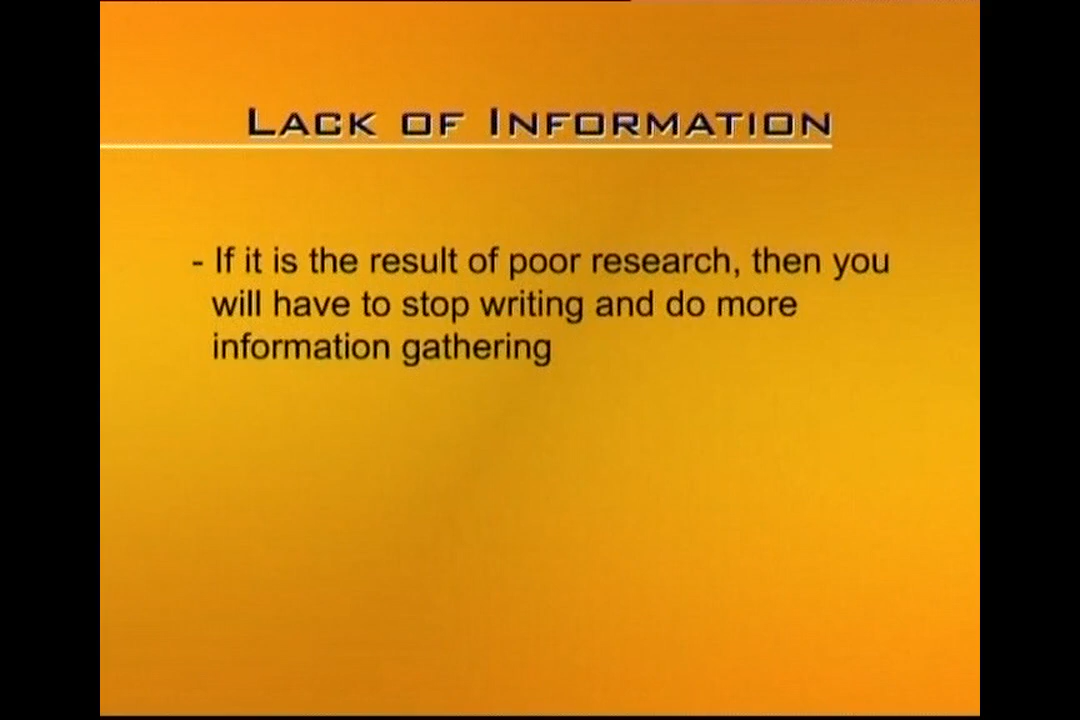 Lack of Information
- If it is the result of poor research, then you
will have to stop writing and do more
information gathering